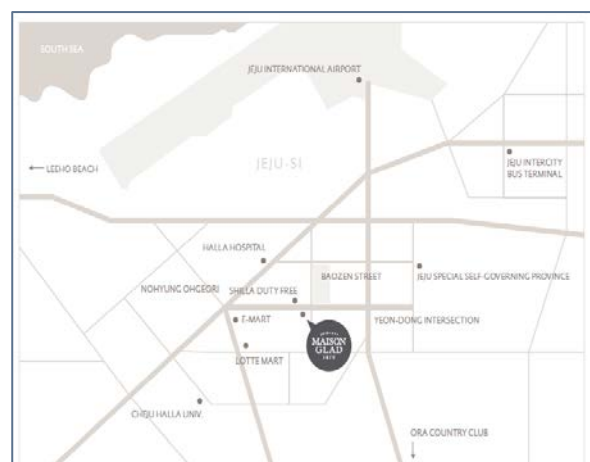 SOUTH SEA
JEJU INTERNATIONAL AIRPORT
JEJU-SI
← LEEHO BEACH
JEJU INTERCITY
BUS TERMINAL
HALLA HOSPITAL
BAOZEN STREET
JEJU SPECIAL SELF-GOVERNING PROVINCE
NOHYUNG OHGEORI
SHILLA DUTY FREE
E-MART
YEON-DONG INTERSECTION
MAISON
GLAD
LOTTE MART
CHEJU HALLA UNIV.
ORA COUNTRY CLUB